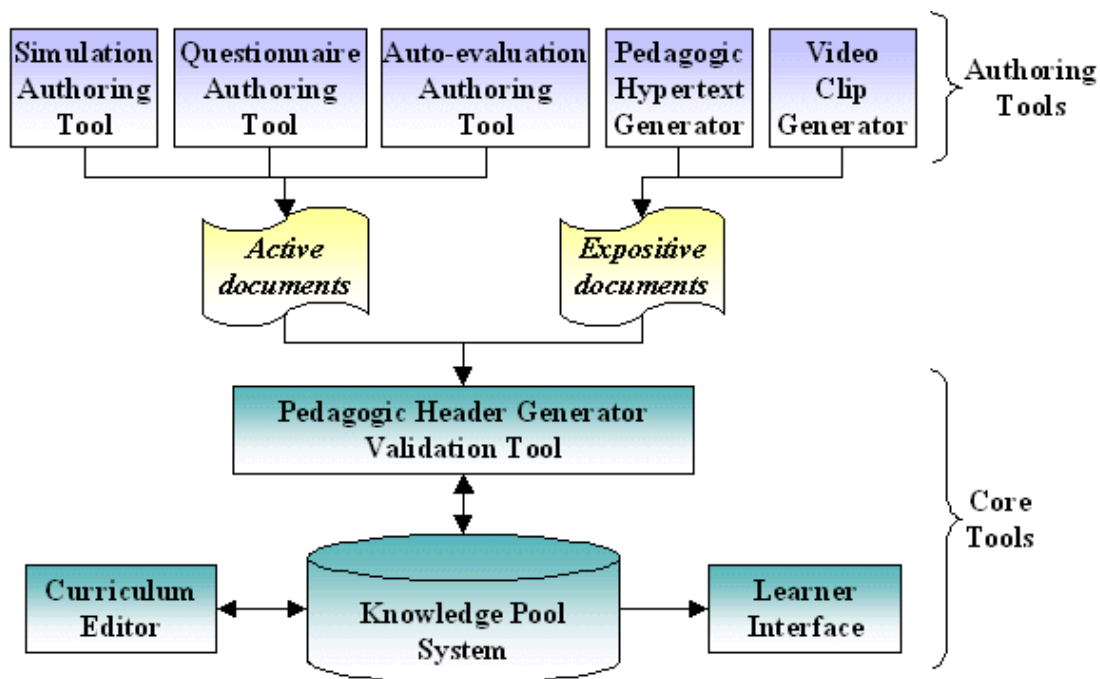 Simulation
Authoring
Tool
Questionnaire
Authoring
Tool
Auto-evaluation
Authoring
Tool
Pedagogic
Hypertext
Generator
Video
Clip
Generator
Authoring
Tools
Active
documents
Expositive
documents
Pedagogic Header Generator
Validation Tool
Core
Tools
Curriculum
Editor
Knowledge Pool
System
Learner
Interface